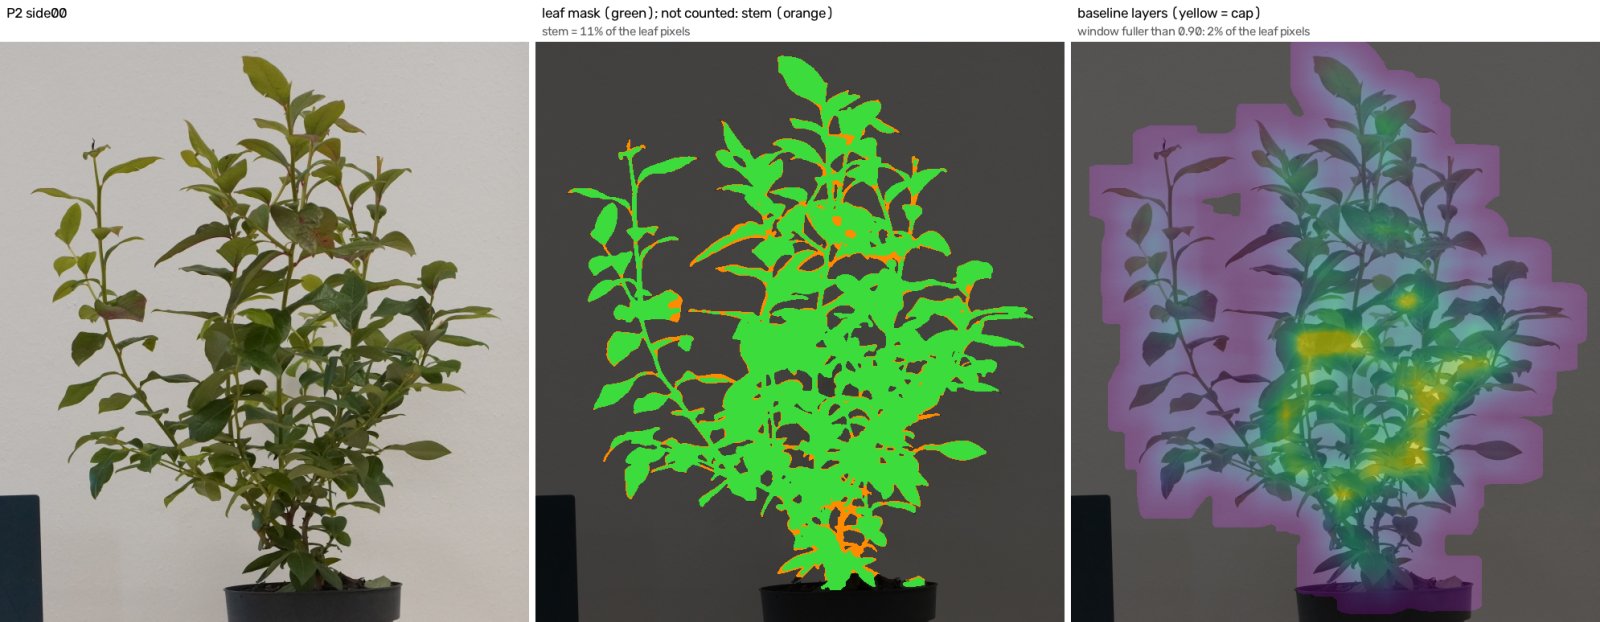 P2 side00
leaf mask (green); not counted: stem (orange)
stem = 11% of the leaf pixels
baseline layers (yellow = cap)
window fuller than 0.90: 2% of the leaf pixels